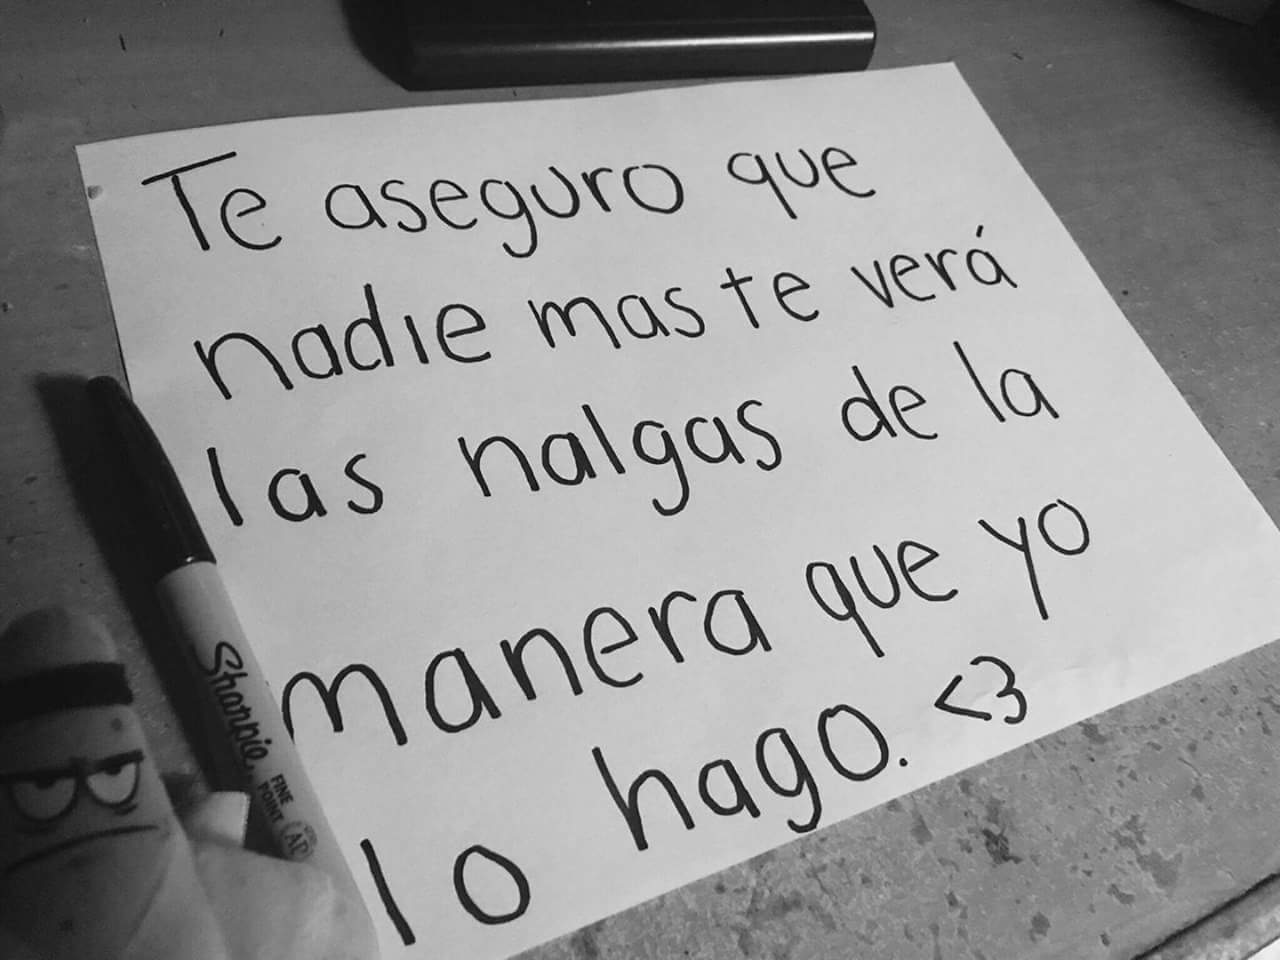 Te aseguro que
nadie mas te verá
las nalgas de la
manera que yo
lo hago. <3
Sharpie
FINE
POINT